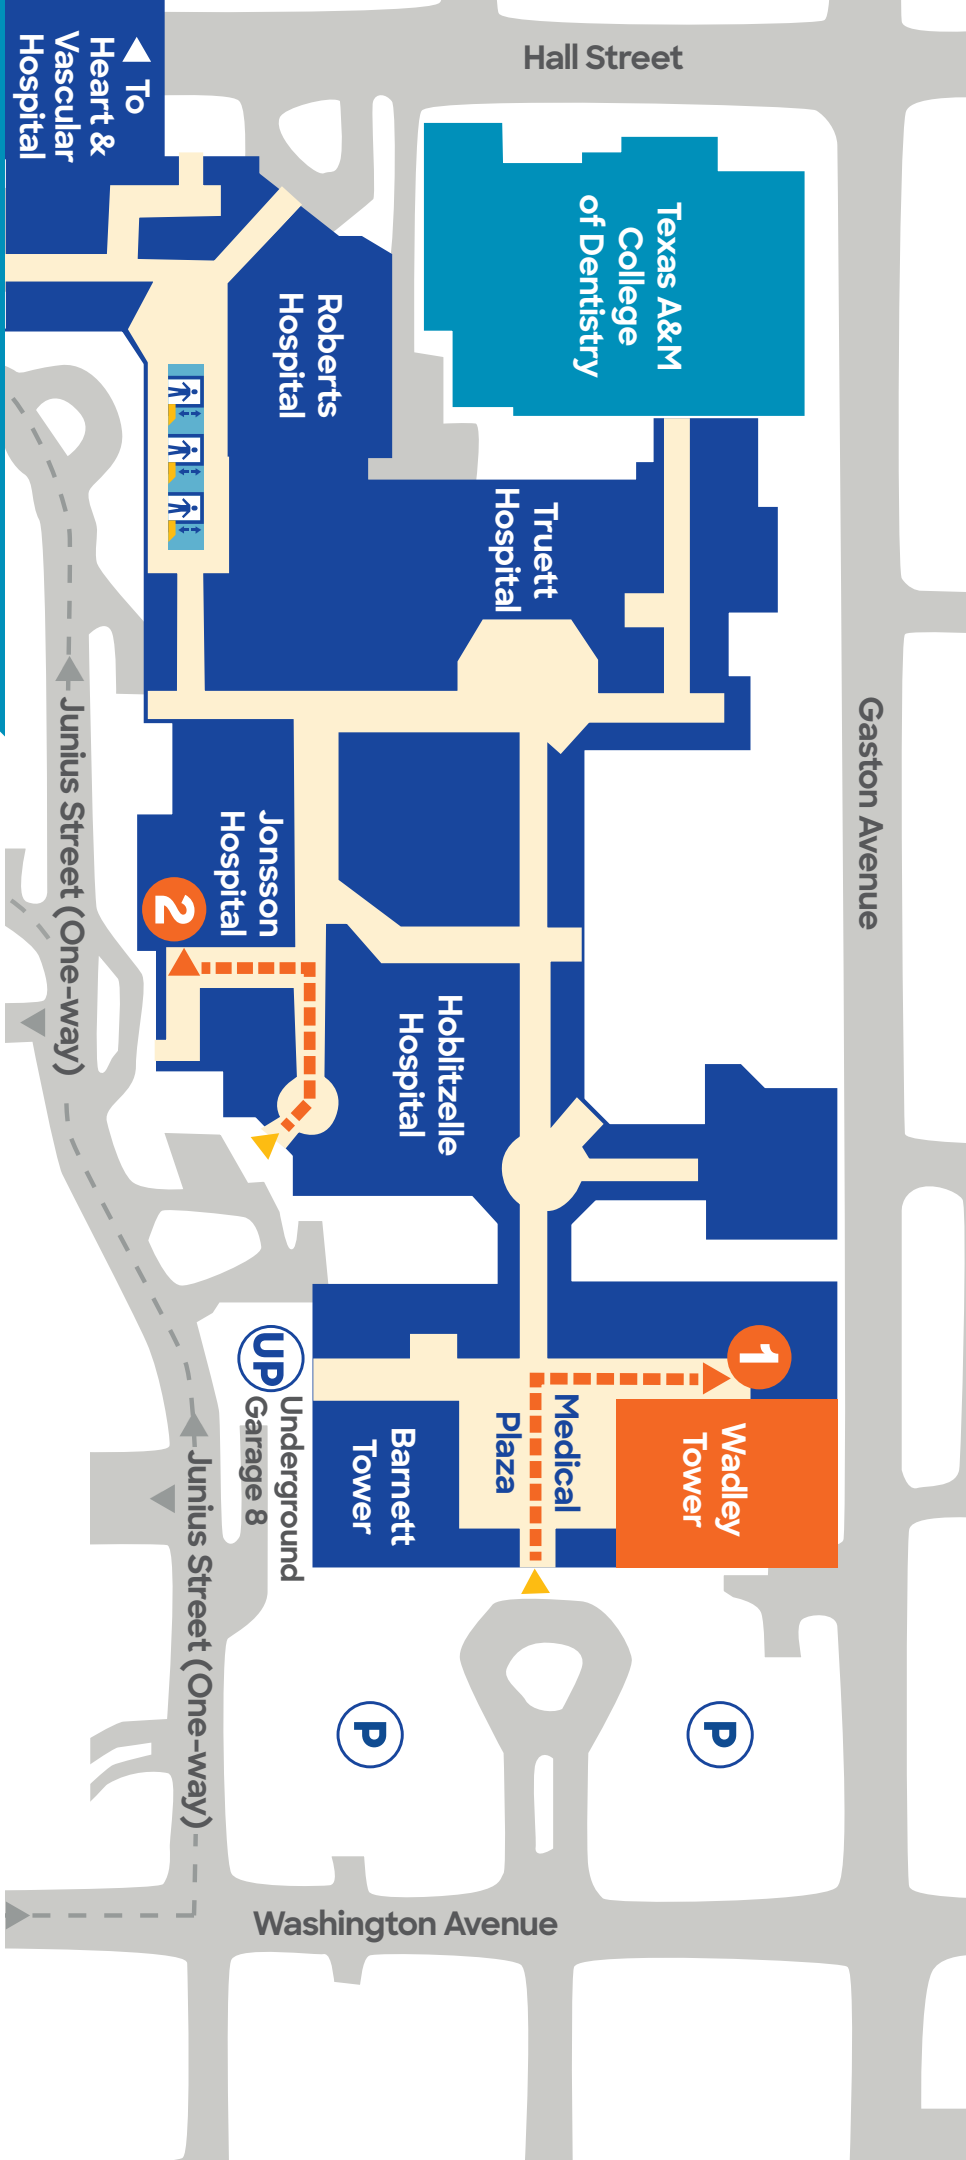 Hall Street
To
Heart &
Vascular
Hospital
Texas A&M
College
of Dentistry
Roberts
Hospital
Truett
Hospital
Gaston Avenue
Junius Street (One-way)
Jonsson
Hospital
2
Hoblitzelle
Hospital
1
Wadley
Tower
Medical
Plaza
Barnett
Tower
UP
Underground
Garage 8
Junius Street (One-way)
P
P
Washington Avenue